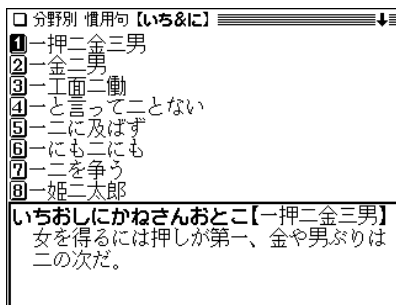 分野別 慣用句【いち&に】
1 一押二金三男
2 一金二男
3 一工面二働
4 一と言って二とない
5 一二に及ばず
6 一にも二にも
7 一二を争う
8 一姫二太郎
いちおしにかねさんおとこ【一押二金三男】
女を得るには押しが第一、金や男ぶりは
二の次だ。